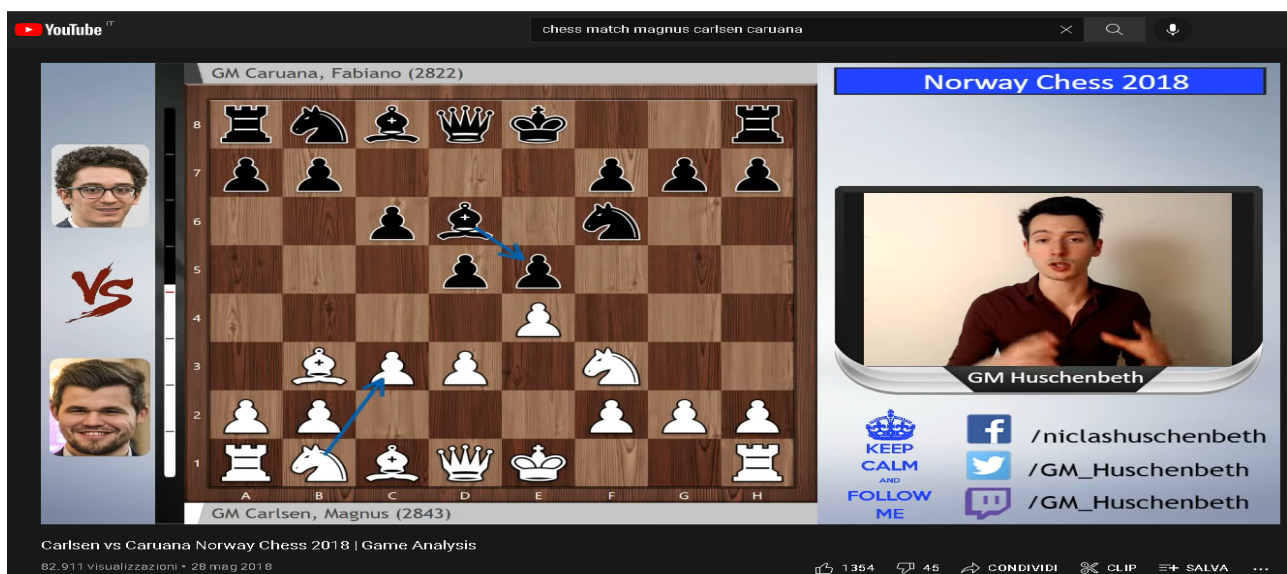 YouTube IT
chess match magnus carlsen caruana
GM Caruana, Fabiano (2822)
Norway Chess 2018
8
7
6
5
4
3
2
1
VS
A B C D E F G H
GM Carlsen, Magnus (2843)
GM Huschenbeth
KEEP
CALM
AND
FOLLOW
ME
/niclashuschenbeth
/GM_Huschenbeth
/GM_Huschenbeth
Carlsen vs Caruana Norway Chess 2018 | Game Analysis
82.911 visualizzazioni • 28 mag 2018
1354 45 CONDIVIDI CLIP SALVA ...